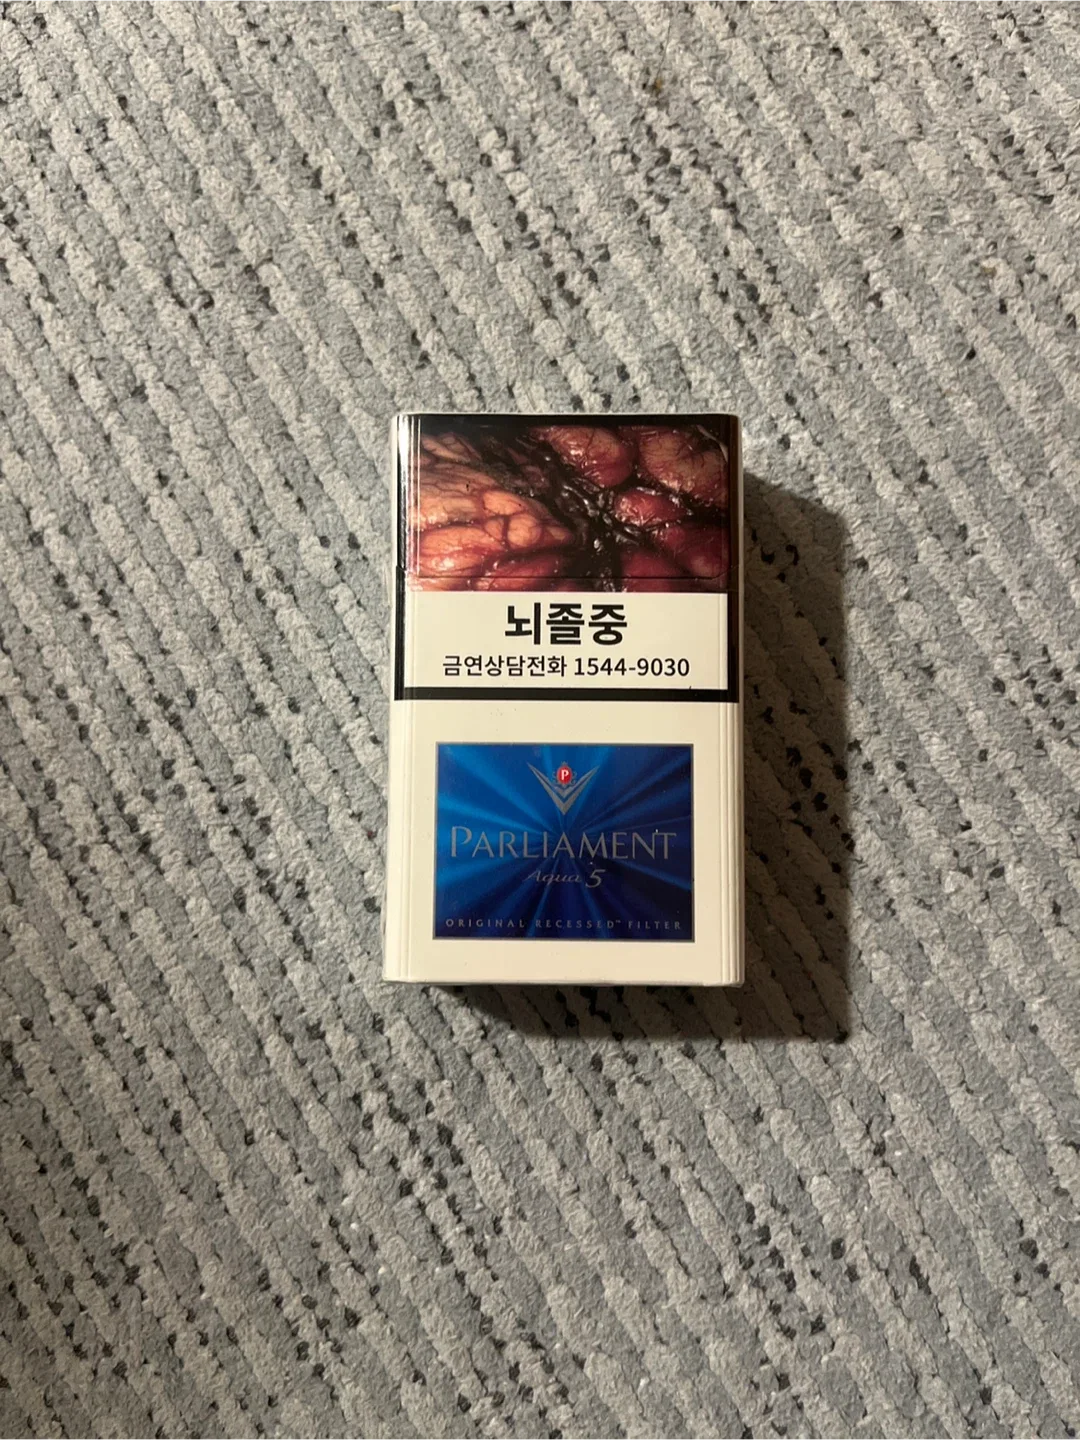 뇌졸중
금연상담전화 1544-9030
P
PARLIAMENT
Aqua 5
ORIGINAL RECESSED™ FILTER